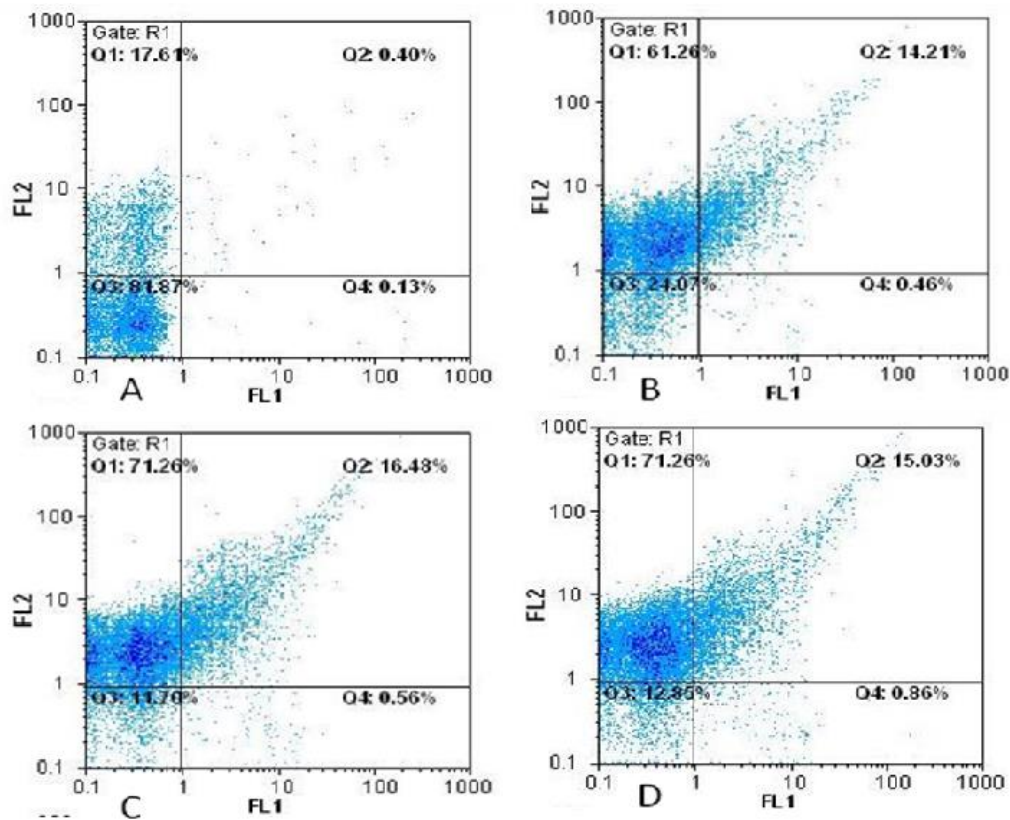 1000
Gate: R1
Q1: 17.61%
Q2: 0.40%
100
FL2
10
1
Q3: 81.87%
Q4: 0.13%
0.1
0.1
1
10
100
1000
A
FL1
1000
Gate: R1
Q1: 61.26%
Q2: 14.21%
100
FL2
10
1
Q3: 24.07%
Q4: 0.46%
0.1
0.1
1
10
100
1000
B
FL1
1000
Gate: R1
Q1: 71.26%
Q2: 16.48%
100
FL2
10
1
Q3: 11.70%
Q4: 0.56%
0.1
0.1
1
10
100
1000
C
FL1
1000
Gate: R1
Q1: 71.26%
Q2: 15.03%
100
FL2
10
1
Q3: 12.85%
Q4: 0.86%
0.1
0.1
1
10
100
1000
D
FL1
---